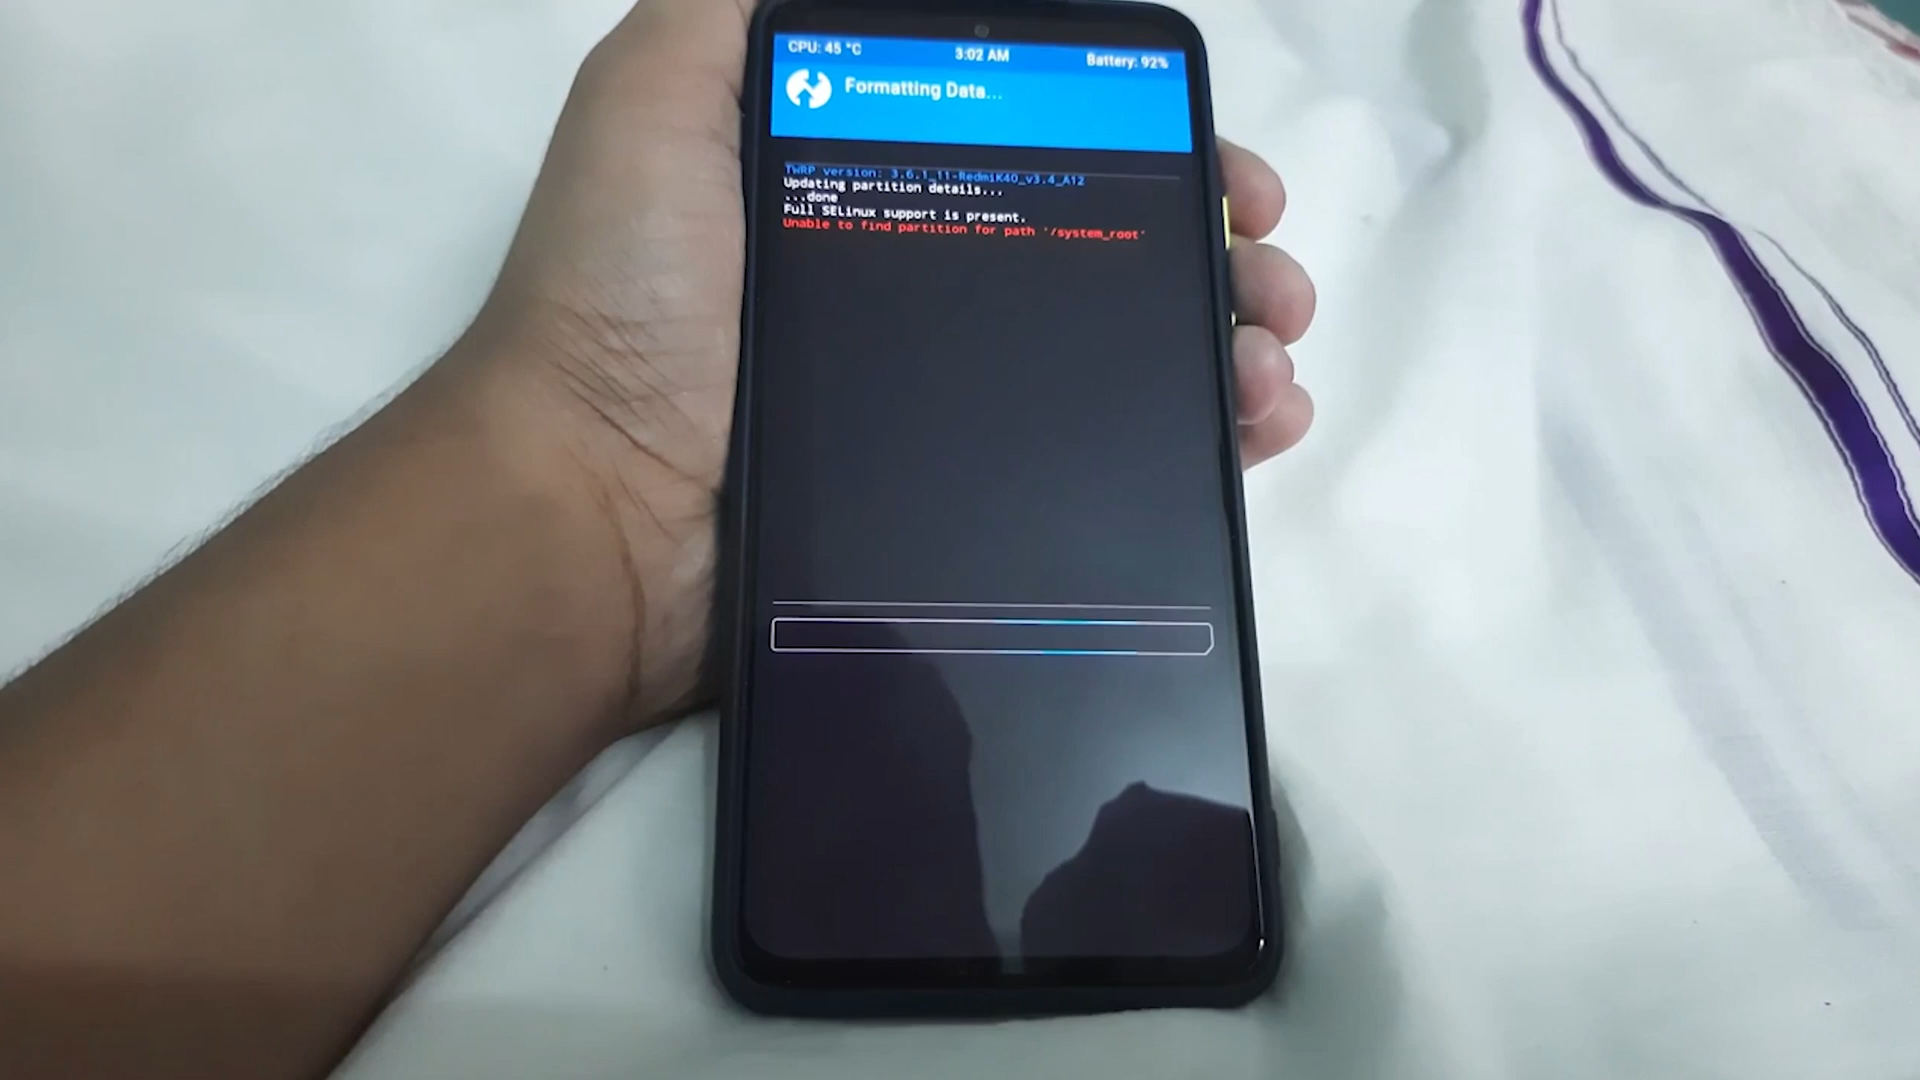 CPU: 45 °C 3:02 AM Battery: 92%
Formatting Data...
TWRP version: 3.6.1_11-RedmiK40_v3.4_A12
Updating partition details...
...done
Full SELinux support is present.
Unable to find partition for path '/system_root'